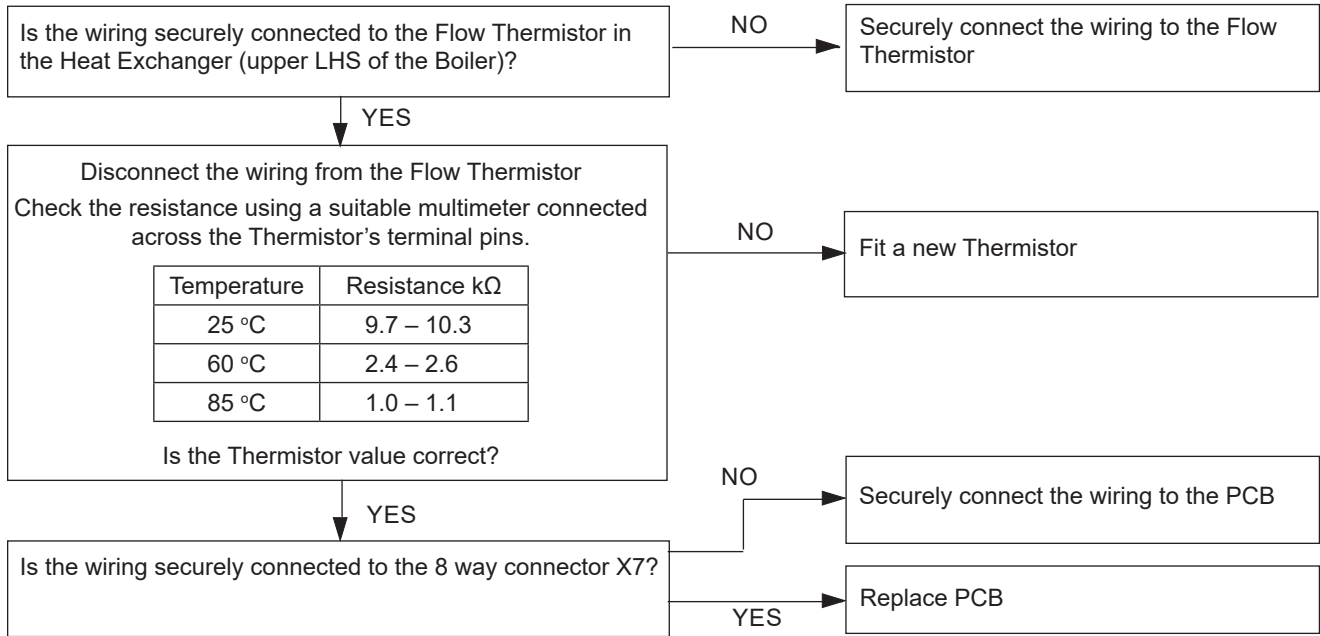 Is the wiring securely connected to the Flow Thermistor in
the Heat Exchanger (upper LHS of the Boiler)?
NO
Securely connect the wiring to the Flow
Thermistor
YES
Disconnect the wiring from the Flow Thermistor
Check the resistance using a suitable multimeter connected
across the Thermistor’s terminal pins.
Temperature Resistance kΩ
25 °C 9.7 – 10.3
60 °C 2.4 – 2.6
85 °C 1.0 – 1.1
Is the Thermistor value correct?
NO
Fit a new Thermistor
YES
Is the wiring securely connected to the 8 way connector X7?
NO
Securely connect the wiring to the PCB
YES
Replace PCB